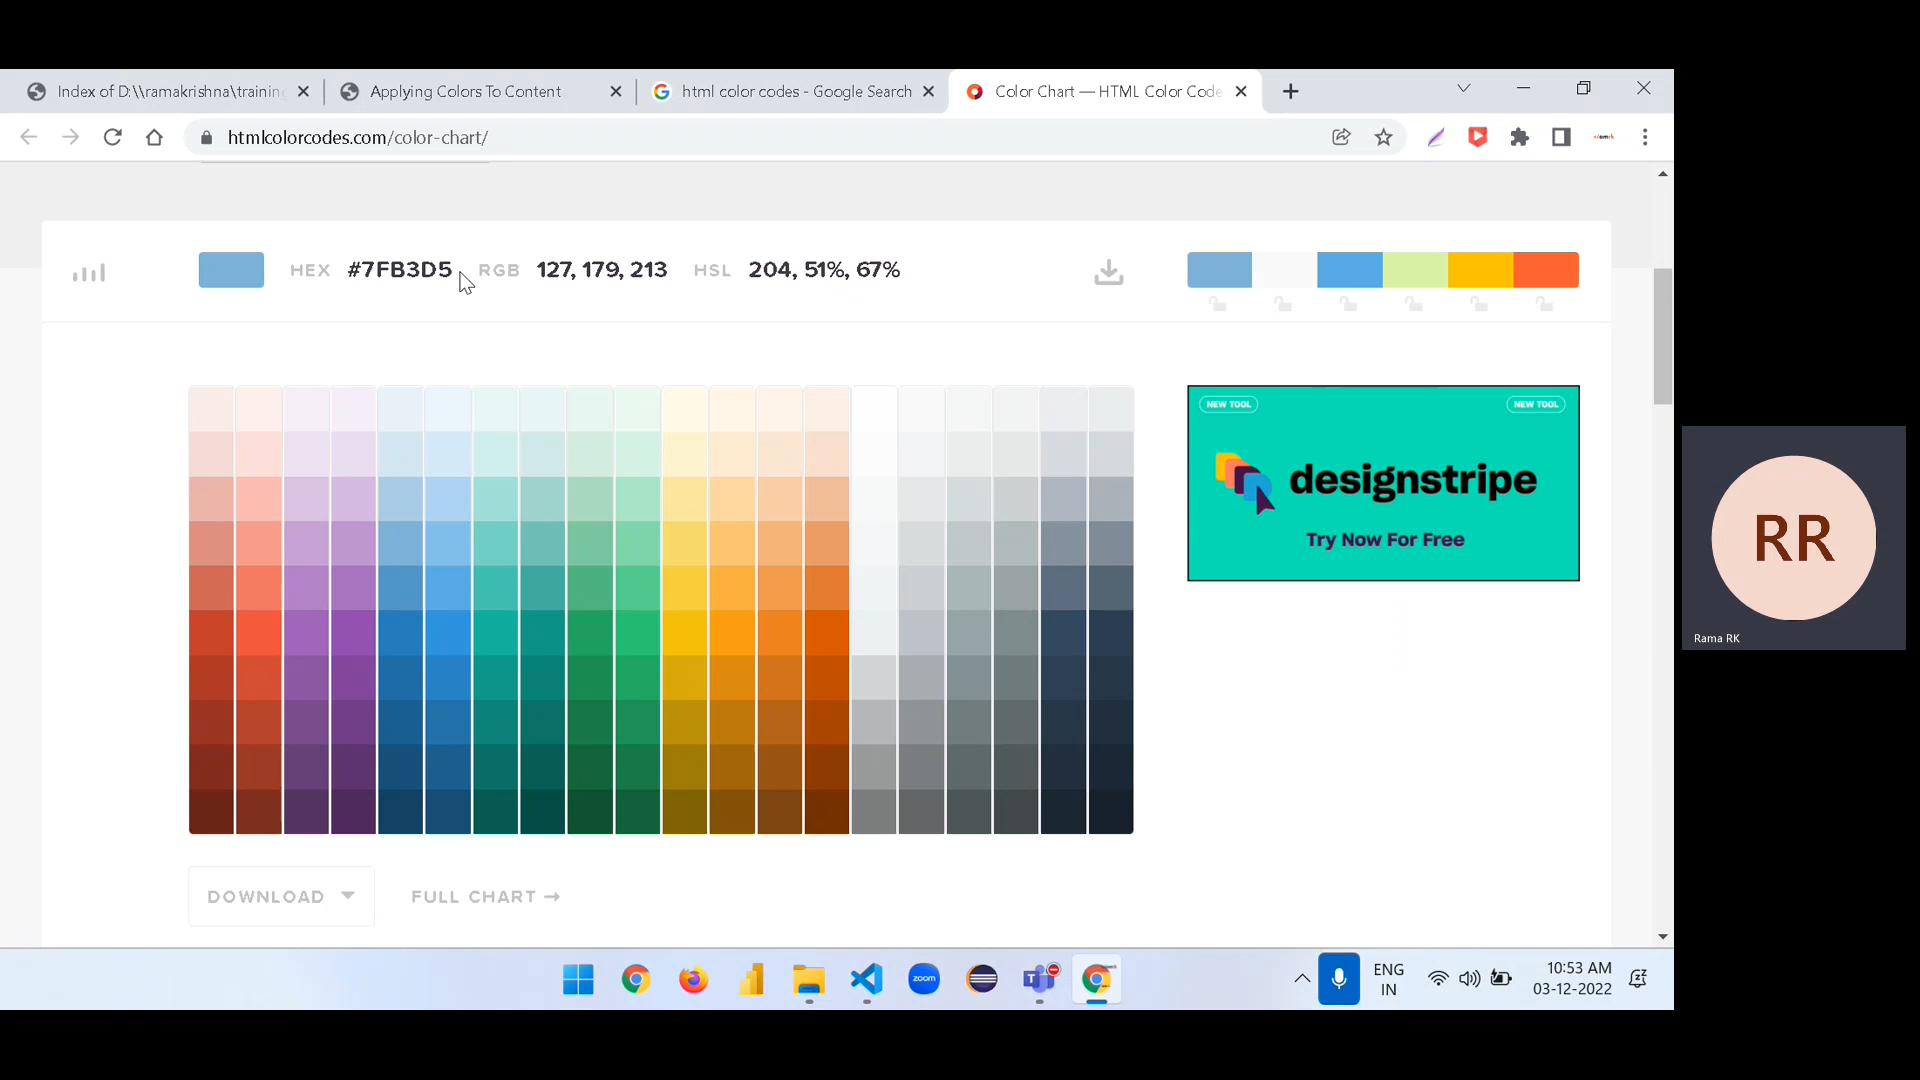 Index of D:\\ramakrishna\training
Applying Colors To Content
html color codes - Google Search
Color Chart — HTML Color Code
htmlcolorcodes.com/color-chart/
HEX #7FB3D5 RGB 127, 179, 213 HSL 204, 51%, 67%
NEW TOOL NEW TOOL
designstripe
Try Now For Free
RR
Rama RK
DOWNLOAD FULL CHART →
zoom
ENG
IN
10:53 AM
03-12-2022